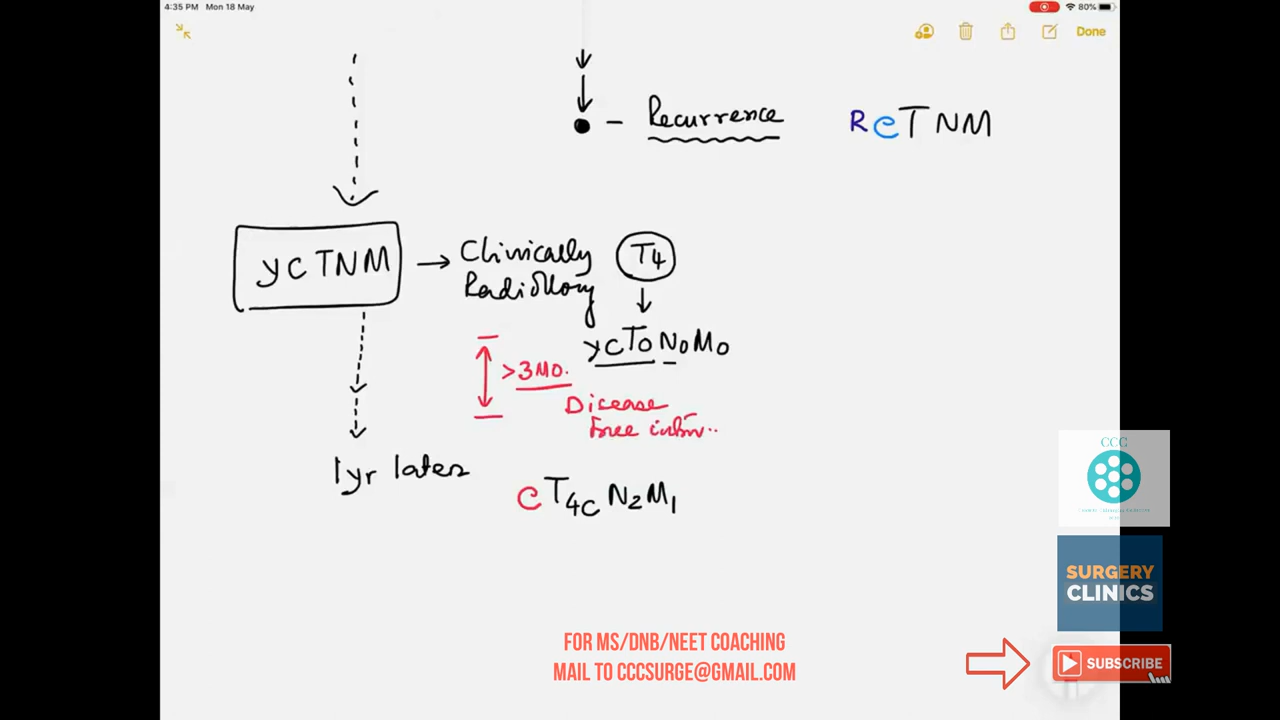 4:35 PM Mon 18 May
80%
Done
Recurrence
RcTNM
ycTNM
Clinically
T4
Radiology
ycT0N0M0
>3Mo.
Disease
Free
1yr later
cT4cN2M1
CCC
SURGERY
CLINICS
FOR MS/DNB/NEET COACHING
MAIL TO CCCSURGE@GMAIL.COM
SUBSCRIBE